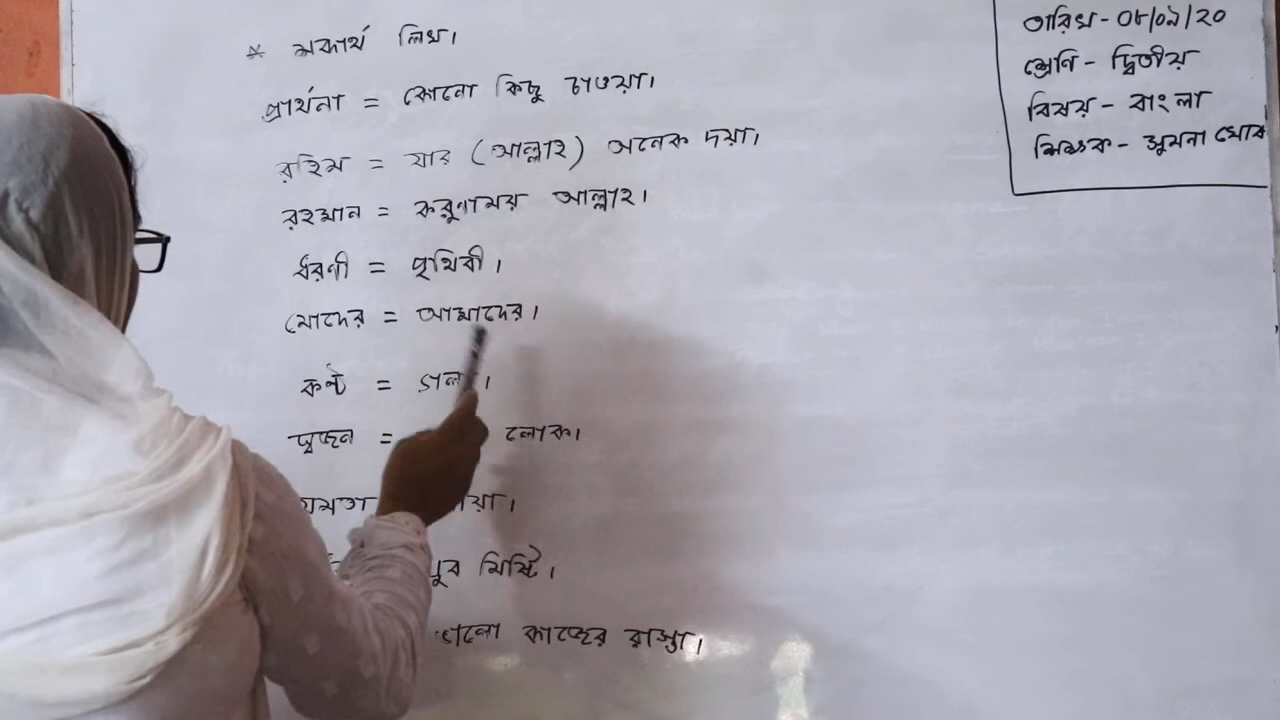 * শব্দার্থ লিখ।
প্রার্থনা = কোনো কিছু চাওয়া।
রহিম = যার (আল্লাহ) অনেক দয়া।
রহমান = করুণাময় আল্লাহ।
ধরণী = পৃথিবী।
মোদের = আমাদের।
কণ্ঠ = গলা।
স্বজন = লোক।
মমতা
মিষ্টি।
ভালো কাজের রাস্তা।
তারিখ - ০৮/০৯/২০
শ্রেণি - দ্বিতীয়
বিষয় - বাংলা
শিক্ষক - সুমনা